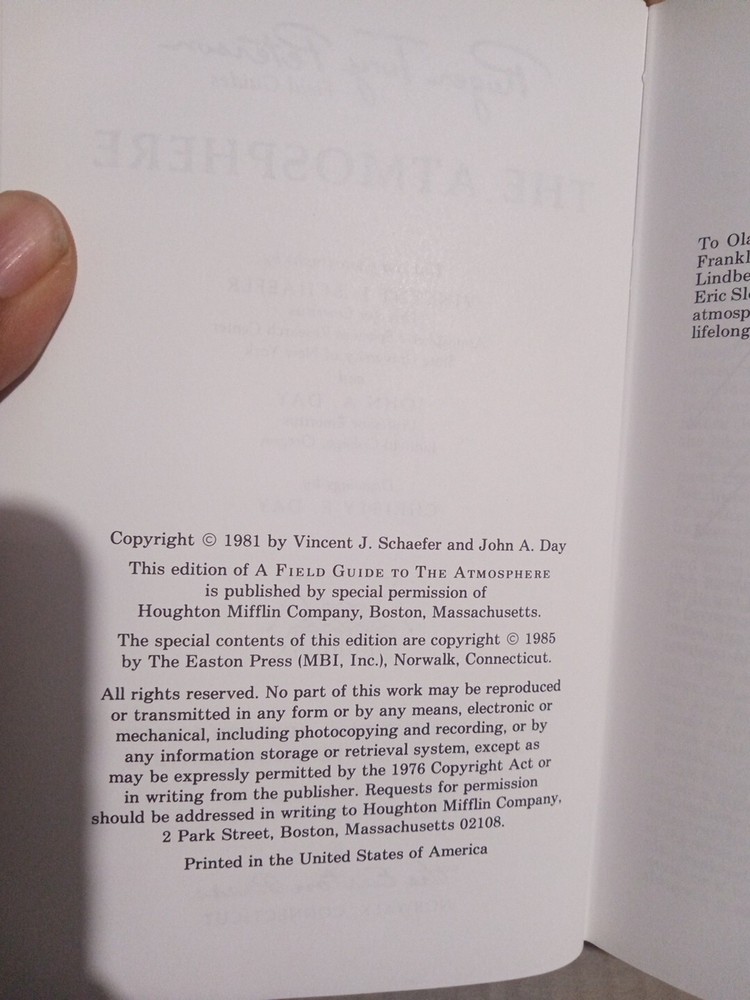 Copyright © 1981 by Vincent J. Schaefer and John A. Day
This edition of A FIELD GUIDE TO THE ATMOSPHERE
is published by special permission of
Houghton Mifflin Company, Boston, Massachusetts.
The special contents of this edition are copyright © 1985
by The Easton Press (MBI, Inc.), Norwalk, Connecticut.
All rights reserved. No part of this work may be reproduced
or transmitted in any form or by any means, electronic or
mechanical, including photocopying and recording, or by
any information storage or retrieval system, except as
may be expressly permitted by the 1976 Copyright Act or
in writing from the publisher. Requests for permission
should be addressed in writing to Houghton Mifflin Company,
2 Park Street, Boston, Massachusetts 02108.
Printed in the United States of America
To